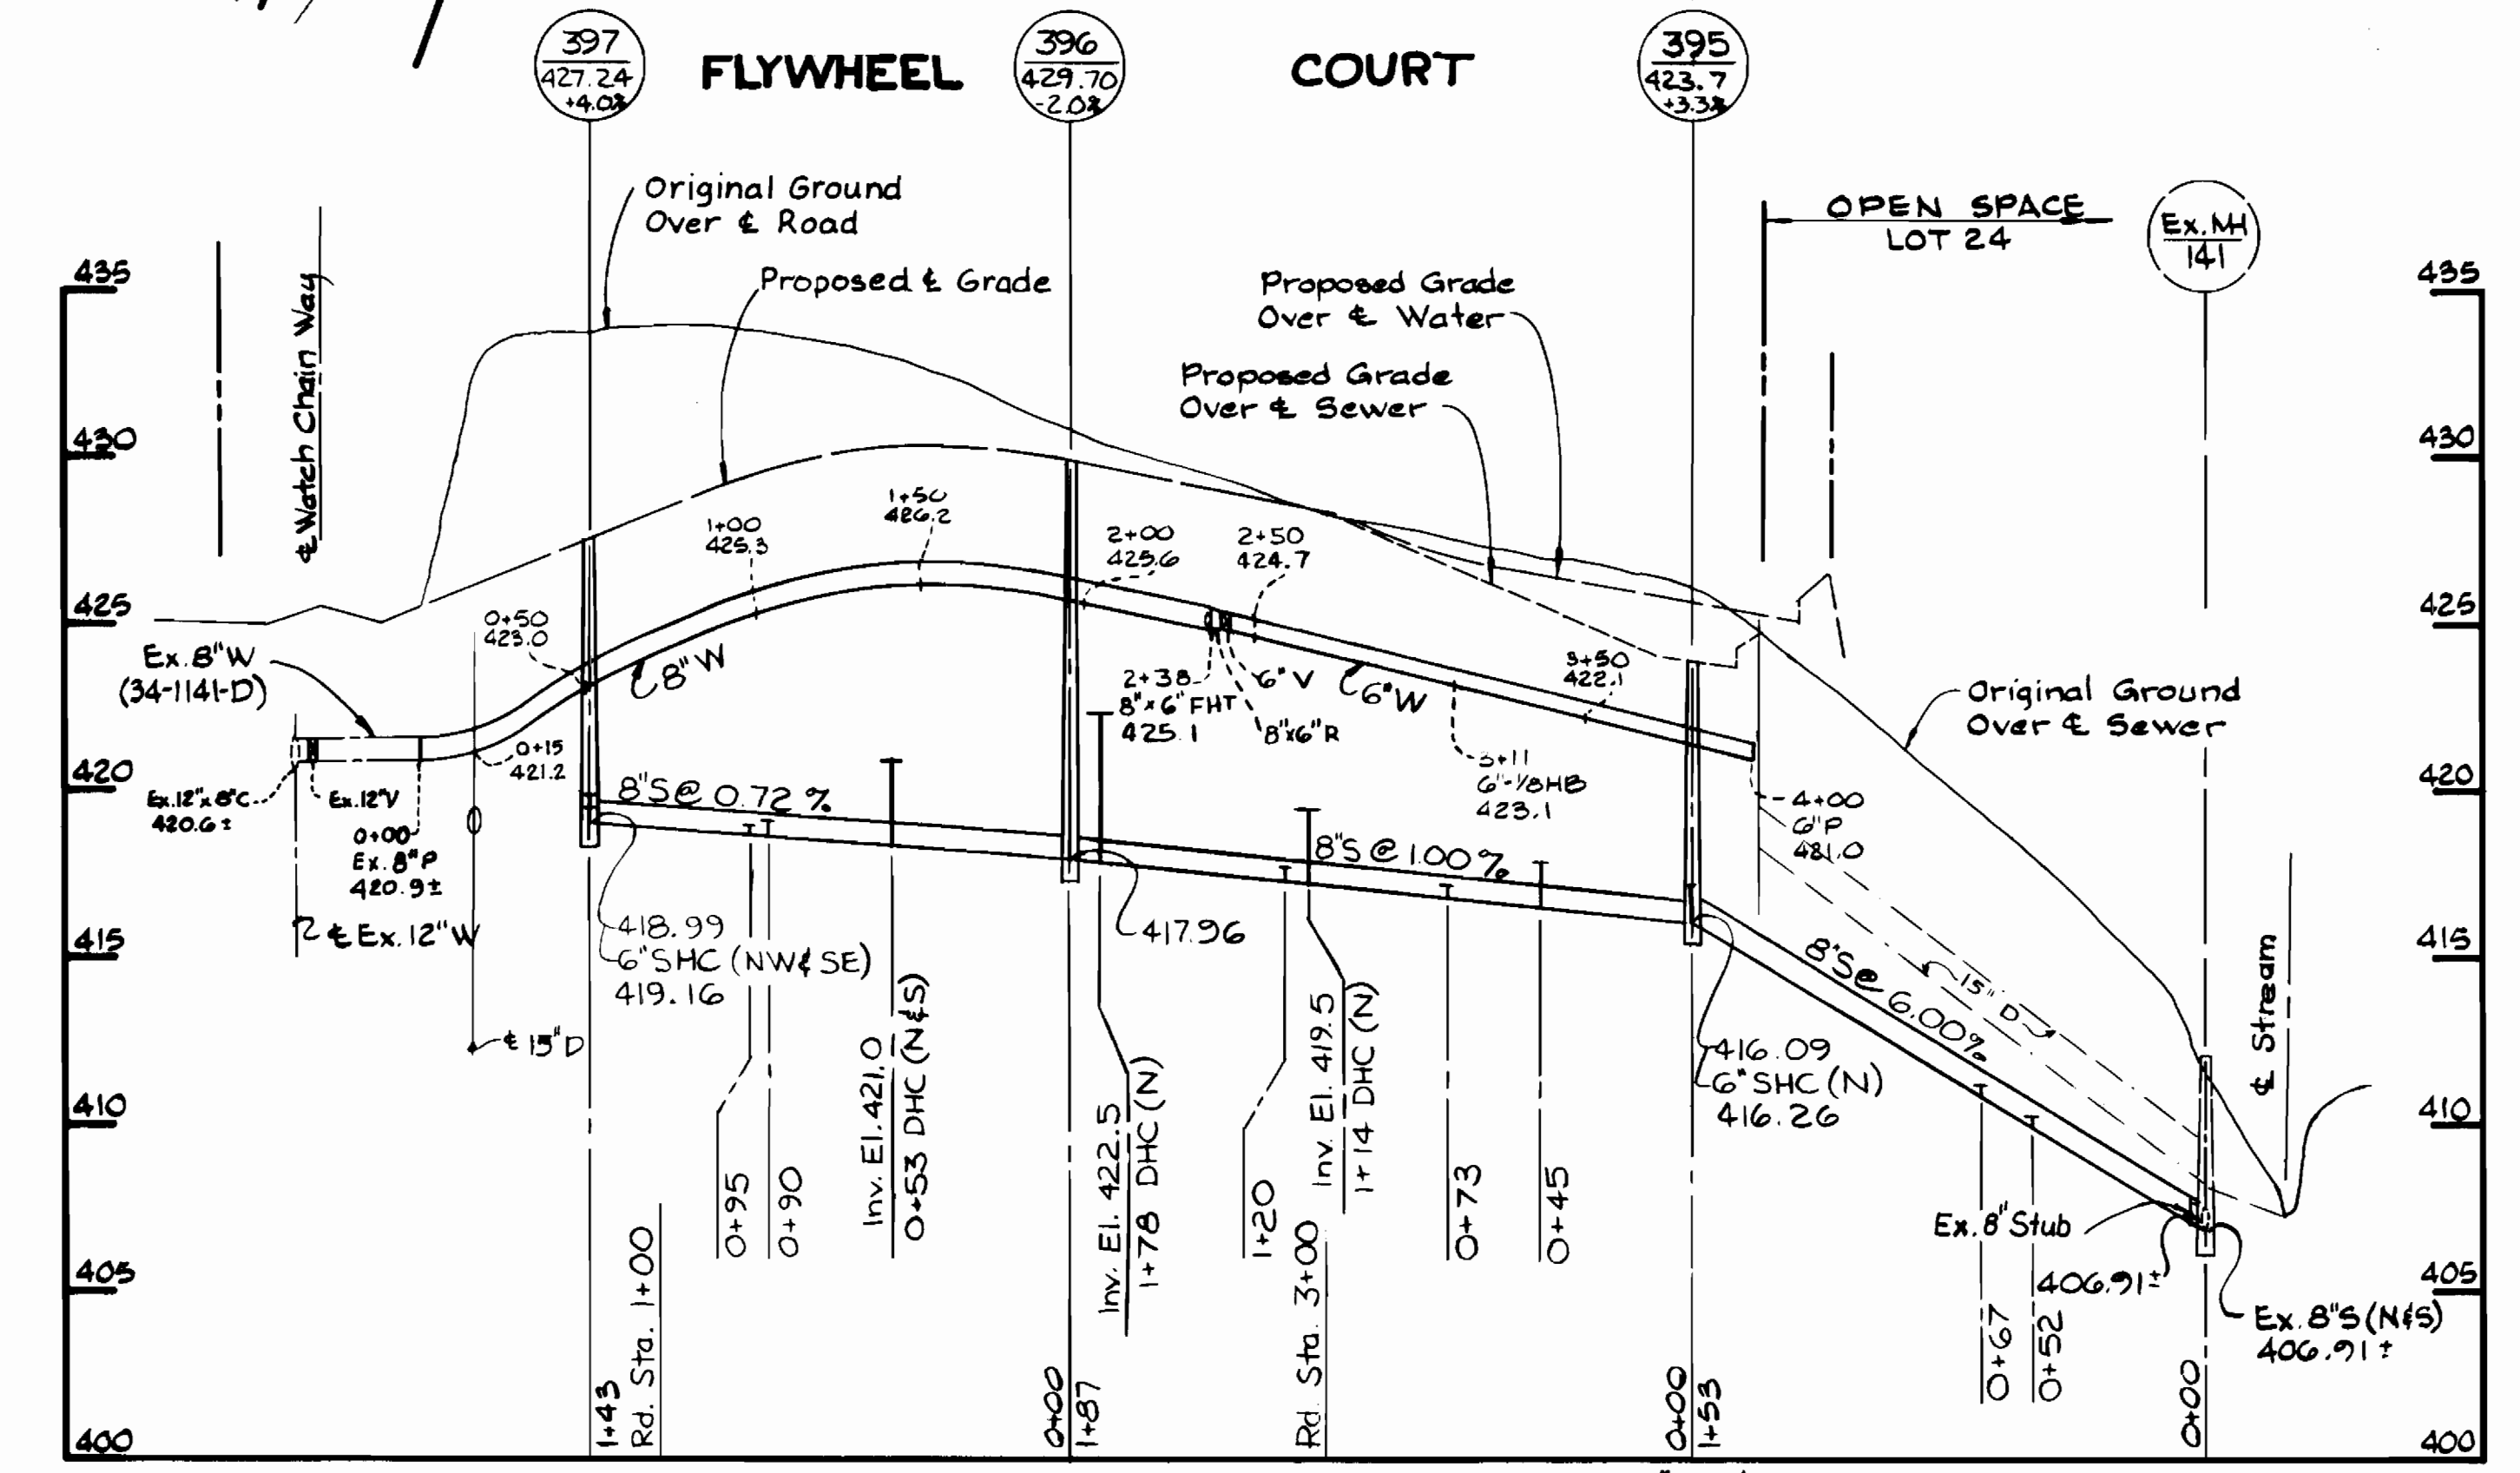 397
427.24
+4.0%
FLYWHEEL
396
429.70
-2.0%
COURT
395
423.7
+3.3%
Original Ground
Over ℄ Road
Proposed ℄ Grade
Proposed Grade
Over ℄ Water
Proposed Grade
Over ℄ Sewer
OPEN SPACE
LOT 24
Ex. MH
141
435
430
425
420
415
410
405
400
435
430
425
420
415
410
405
400
℄ Watch Chain Way
Ex. 8"W
(34-1141-D)
0+50
423.0
1+00
425.3
1+50
426.2
2+00
425.6
2+50
424.7
8"W
2+38
8"x6" FHT
425.1
6"V
8"x6"R
6"W
3+50
422.1
3+11
6"-1/8HB
423.1
Original Ground
Over ℄ Sewer
0+15
421.2
Ex. 12"x8"C
420.6±
Ex. 12"V
0+00
Ex. 8"P
420.9±
℄ Ex. 12"W
℄ 15"D
8"S @ 0.72 %
8"S @ 1.00 %
4+00
6"P
421.0
418.99
6"SHC (NW & SE)
419.16
417.96
8"S @ 6.00%
15" D
℄ Stream
416.09
6"SHC (N)
416.26
0+95
0+90
Inv. El. 421.0
0+53 DHC (N & S)
Inv. El. 422.5
1+78 DHC (N)
1+20
Inv. El. 419.5
1+14 DHC (N)
0+73
0+45
Ex. 8" Stub
406.91±
Ex. 8"S (N&S)
406.91±
0+67
0+52
1+43
Rd. Sta. 1+00
0+00
1+87
Rd. Sta. 3+00
0+00
1+53
0+00